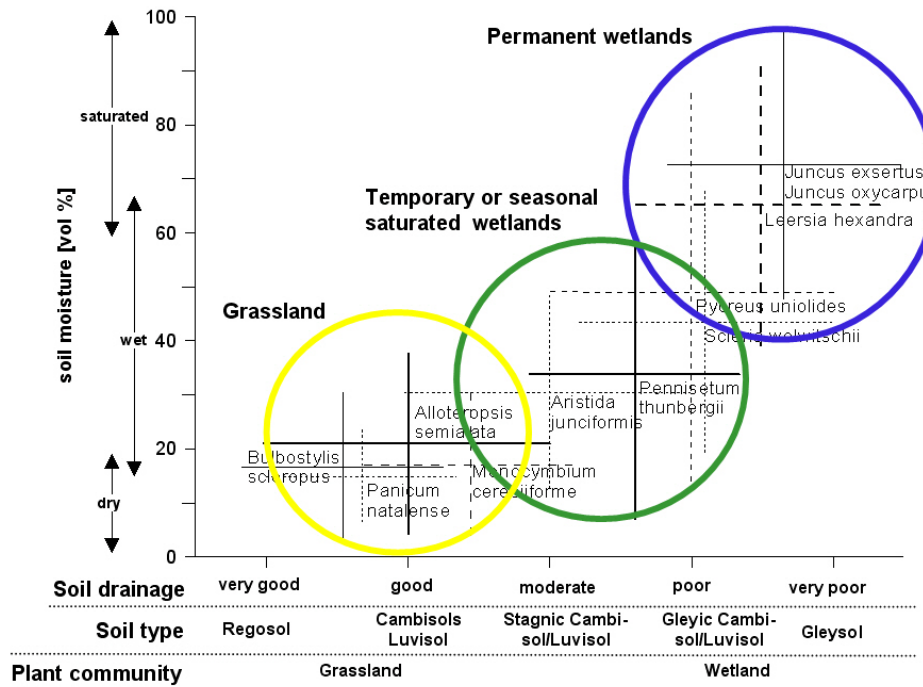 100
80
60
40
20
0
soil moisture [vol %]
saturated
wet
dry
Permanent wetlands
Temporary or seasonal
saturated wetlands
Grassland
Juncus exsertus
Juncus oxycarpu
Leersia hexandra
Pycreus uniolides
Scleria welwitschii
Pennisetum
thunbergii
Aristida
junciformis
Alloteropsis
semialata
Bulbostylis
scleropus
Panicum
natalense
Monocymbium
ceresiiforme
Soil drainage very good good moderate poor very poor
Soil type Regosol Cambisols Luvisol Stagnic Cambi- sol/Luvisol Gleyic Cambi- sol/Luvisol Gleysol
Plant community Grassland Wetland